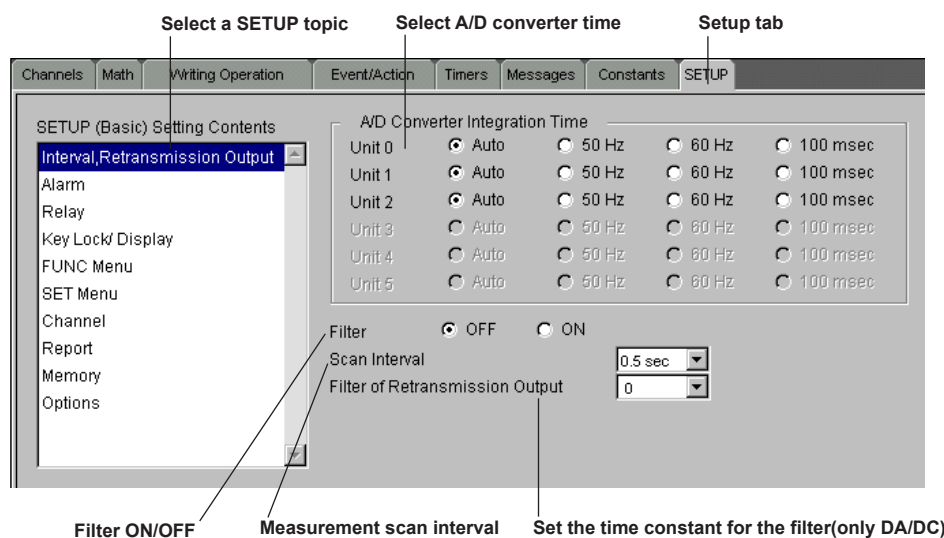 Select a SETUP topic Select A/D converter time Setup tab
Channels Math Writing Operation Event/Action Timers Messages Constants SETUP
SETUP (Basic) Setting Contents
Interval,Retransmission Output
Alarm
Relay
Key Lock/ Display
FUNC Menu
SET Menu
Channel
Report
Memory
Options
A/D Converter Integration Time
Unit 0 Auto 50 Hz 60 Hz 100 msec
Unit 1 Auto 50 Hz 60 Hz 100 msec
Unit 2 Auto 50 Hz 60 Hz 100 msec
Unit 3 Auto 50 Hz 60 Hz 100 msec
Unit 4 Auto 50 Hz 60 Hz 100 msec
Unit 5 Auto 50 Hz 60 Hz 100 msec
Filter OFF ON
Scan Interval 0.5 sec
Filter of Retransmission Output 0
Filter ON/OFF Measurement scan interval Set the time constant for the filter(only DA/DC)